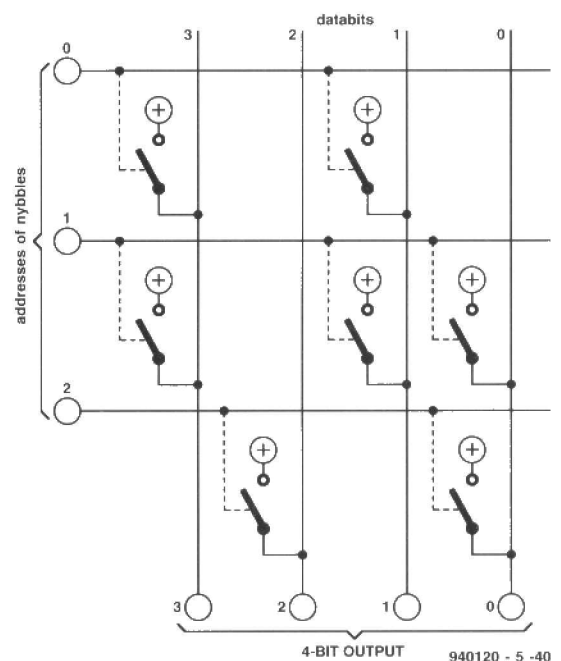 databits
3 2 1 0
0
+ +
addresses of nybbles
1
+ + +
2
+ +
3 2 1 0
4-BIT OUTPUT
940120 - 5 -40